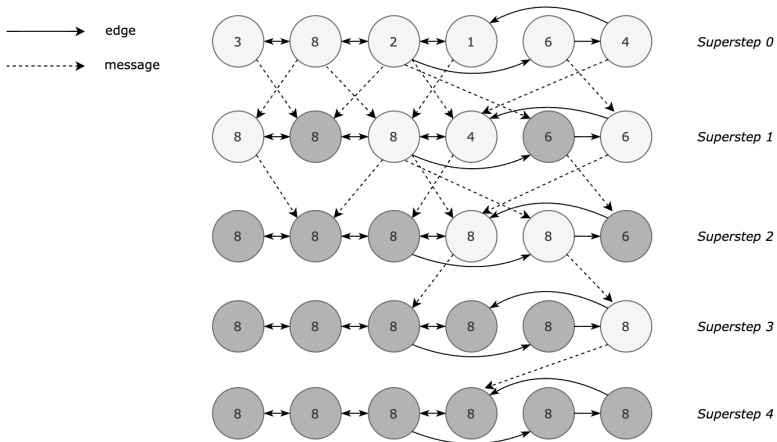 edge
message
3 8 2 1 6 4 Superstep 0
8 8 8 4 6 6 Superstep 1
8 8 8 8 8 6 Superstep 2
8 8 8 8 8 8 Superstep 3
8 8 8 8 8 8 Superstep 4